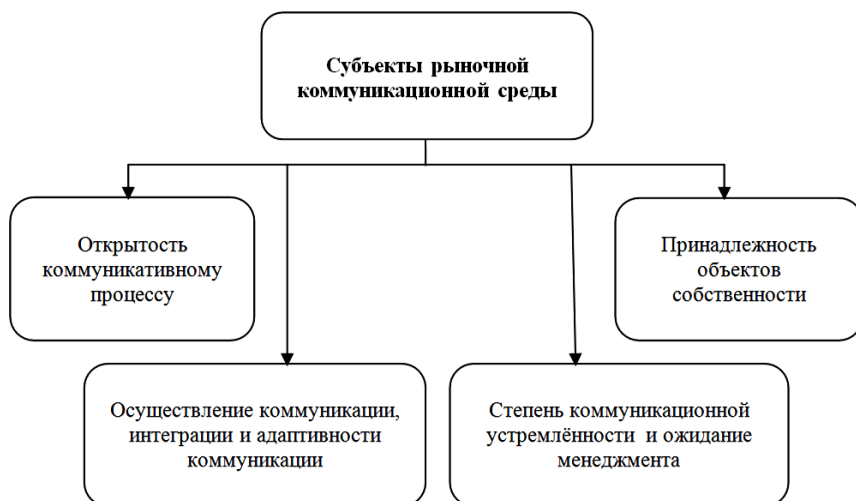 Субъекты рыночной
коммуникационной среды
Открытость
коммуникативному
процессу
Принадлежность
объектов
собственности
Осуществление коммуникации,
интеграции и адаптивности
коммуникации
Степень коммуникационной
устремлённости и ожидание
менеджмента